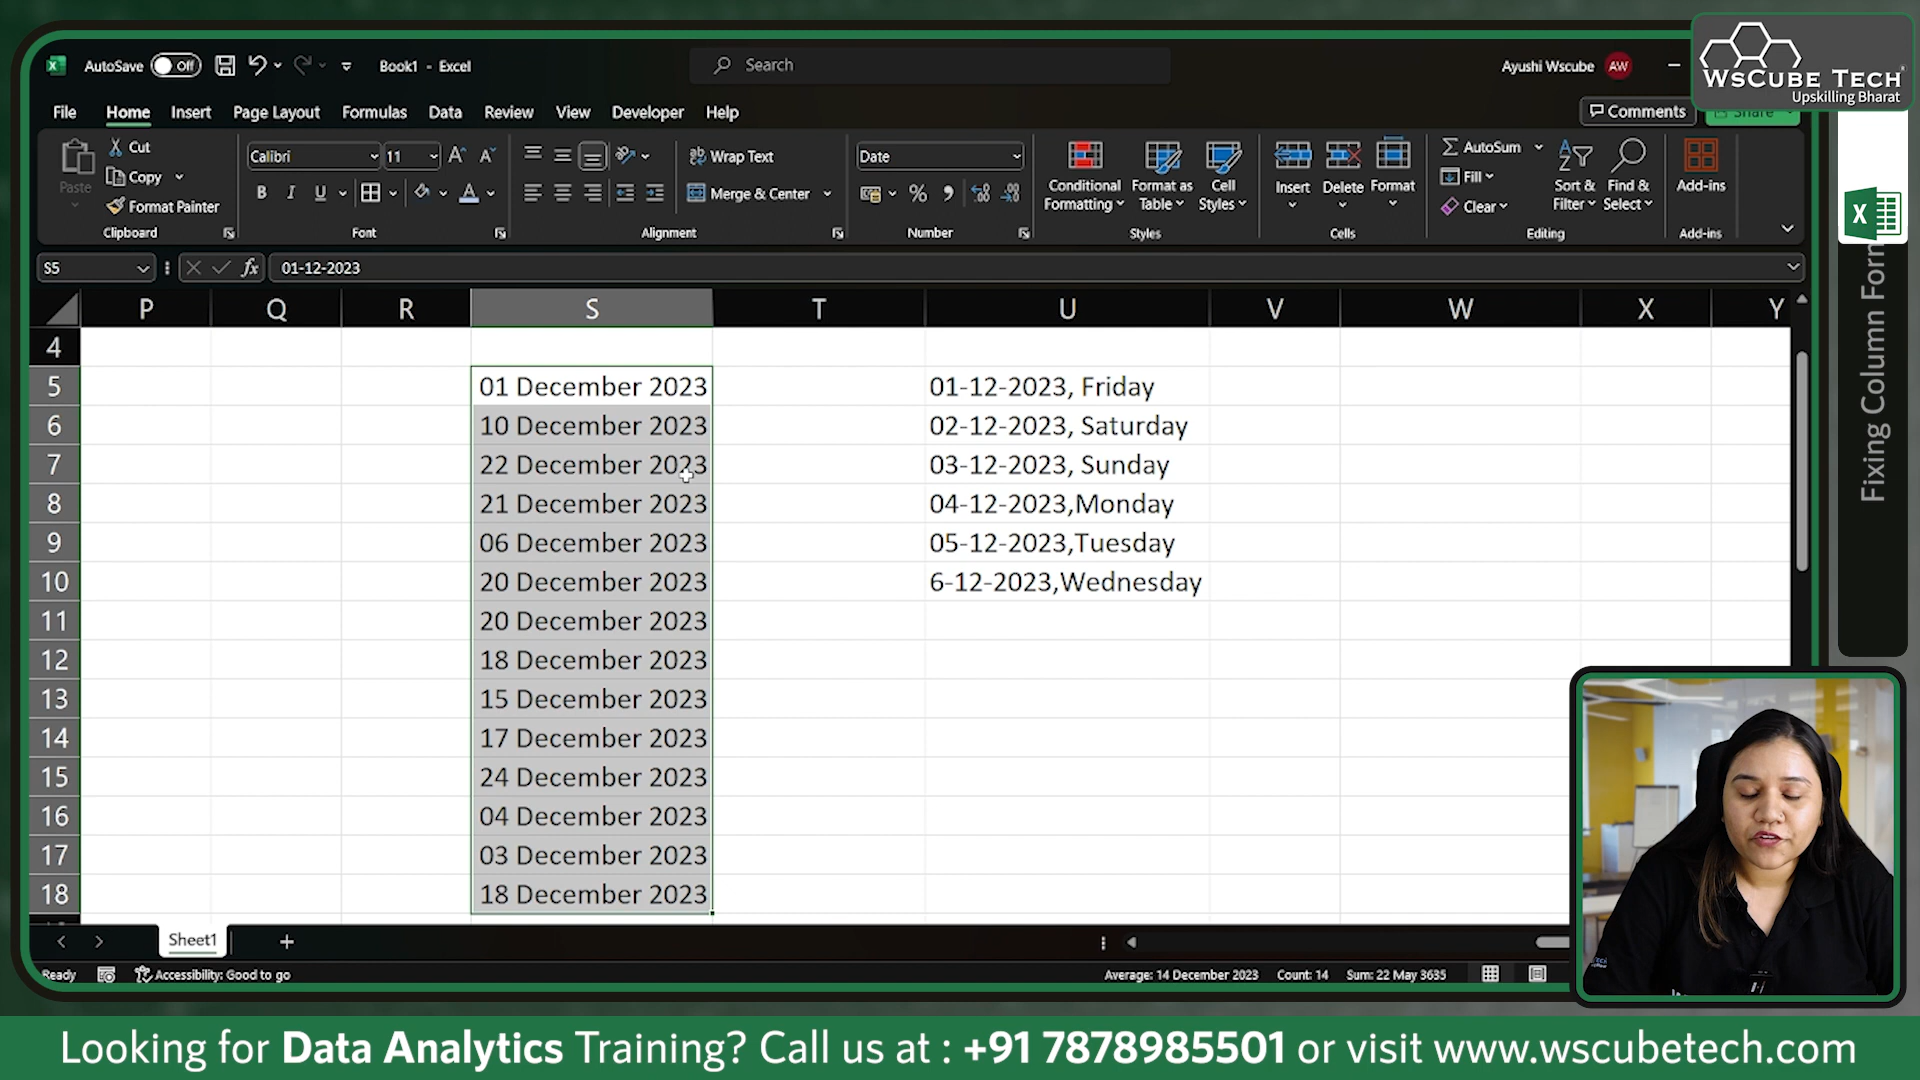 WsCube Tech
Upskilling Bharat
AutoSave Off Book1 - Excel Search Ayushi Wscube AW
File Home Insert Page Layout Formulas Data Review View Developer Help Comments Share
Paste Cut Copy Format Painter Clipboard
Calibri 11 B I U A Font
Wrap Text Merge & Center Alignment
Date % Number
Conditional Formatting Format as Table Cell Styles Styles
Insert Delete Format Cells
AutoSum Fill Clear Sort & Filter Find & Select Editing
Add-ins Add-ins
S5 fx 01-12-2023
P Q R S T U V W X Y
4
5 01 December 2023 01-12-2023, Friday
6 10 December 2023 02-12-2023, Saturday
7 22 December 2023 03-12-2023, Sunday
8 21 December 2023 04-12-2023,Monday
9 06 December 2023 05-12-2023,Tuesday
10 20 December 2023 6-12-2023,Wednesday
11 20 December 2023
12 18 December 2023
13 15 December 2023
14 17 December 2023
15 24 December 2023
16 04 December 2023
17 03 December 2023
18 18 December 2023
Sheet1
Ready Accessibility: Good to go Average: 14 December 2023 Count: 14 Sum: 22 May 3635
Fixing Column
Looking for Data Analytics Training? Call us at : +91 7878985501 or visit www.wscubetech.com